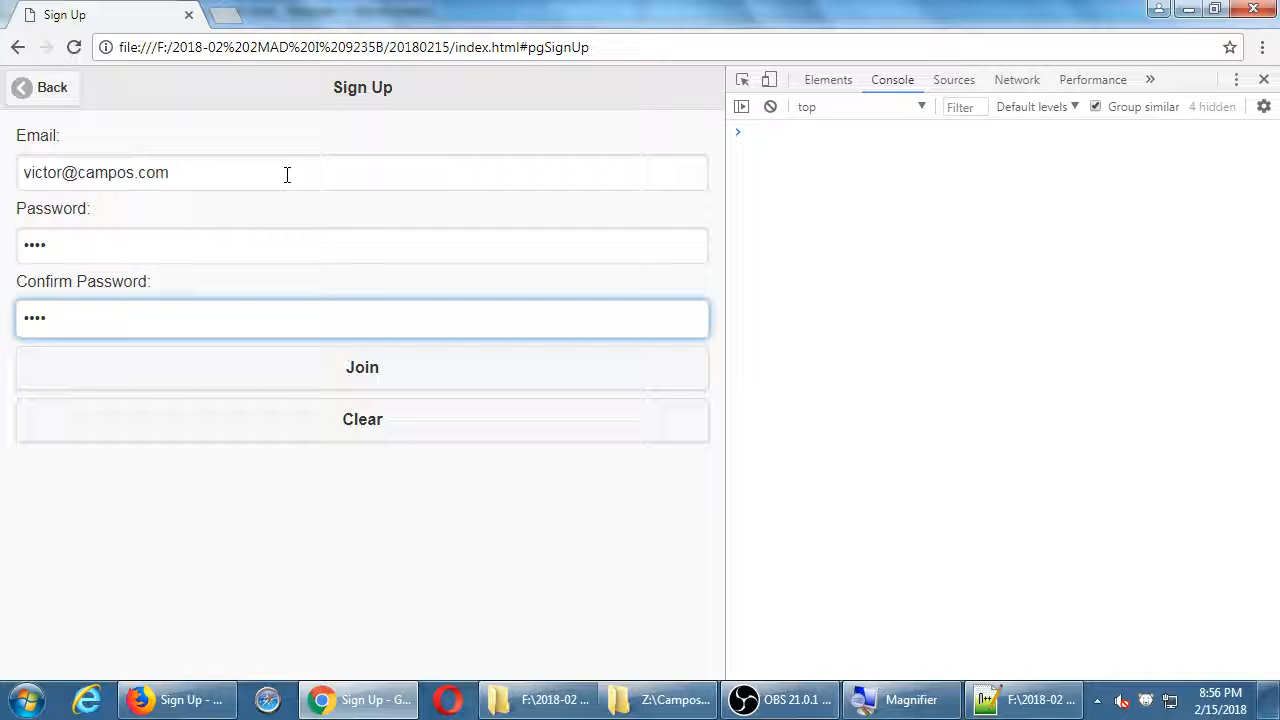 Sign Up
file:///F:/2018-02%202MAD%20I%209235B/20180215/index.html#pgSignUp
Back
Sign Up
Email:
victor@campos.com
Password:
••••
Confirm Password:
••••
Join
Clear
Elements
Console
Sources
Network
Performance
»
top
Filter
Default levels
Group similar
4 hidden
Sign Up - ...
Sign Up - G...
F:\2018-02 ...
Z:\Campos...
OBS 21.0.1 ...
Magnifier
F:\2018-02 ...
8:56 PM
2/15/2018